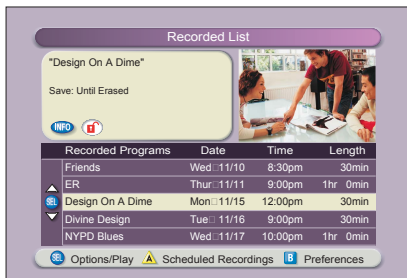 Recorded List
"Design On A Dime"
Save: Until Erased
INFO
Recorded Programs Date Time Length
Friends Wed□11/10 8:30pm 30min
ER Thur□11/11 9:00pm 1hr 0min
SEL Design On A Dime Mon□11/15 12:00pm 30min
Divine Design Tue□ 11/16 9:00pm 30min
NYPD Blues Wed□11/17 10:00pm 1hr 0min
SEL Options/Play A Scheduled Recordings B Preferences